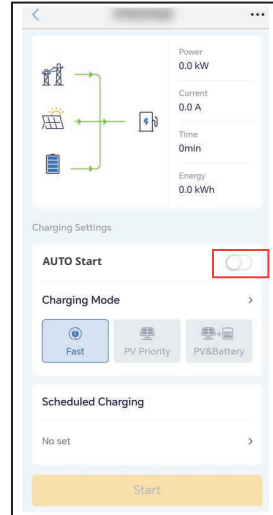 Power
0.0 kW
Current
0.0 A
Time
0min
Energy
0.0 kWh
Charging Settings
AUTO Start
Charging Mode
Fast
PV Priority
PV&Battery
Scheduled Charging
No set
Start